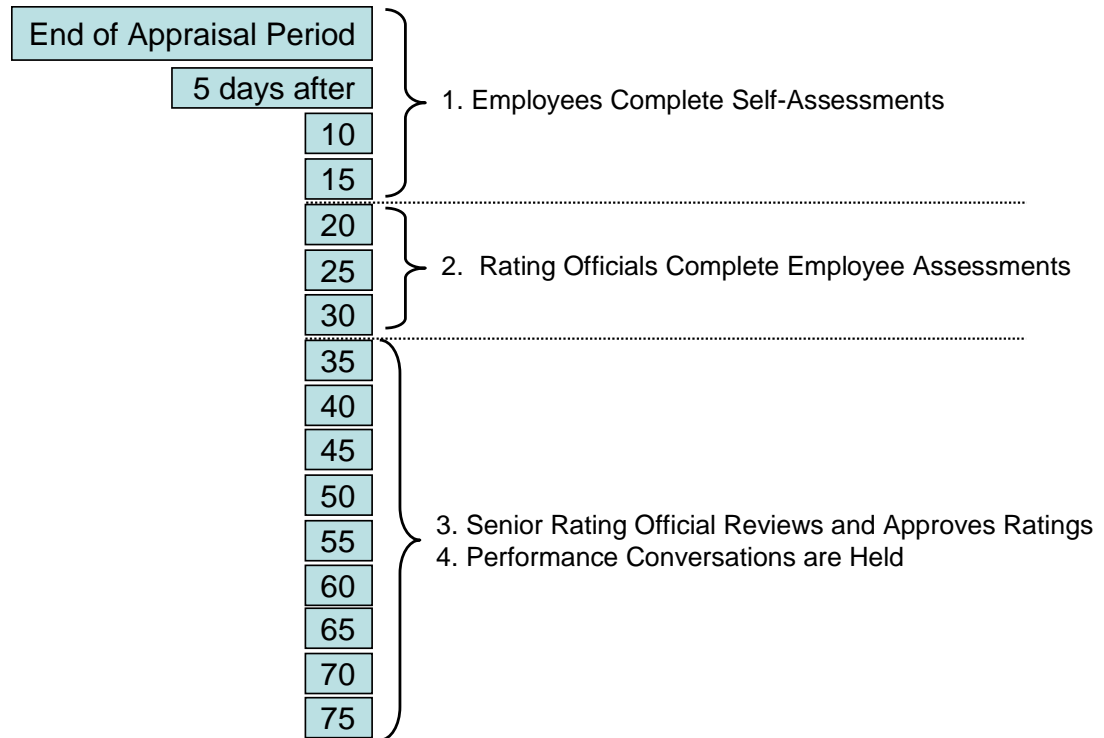 End of Appraisal Period
5 days after
1. Employees Complete Self-Assessments
10
15
20
25
2. Rating Officials Complete Employee Assessments
30
35
40
45
50
55
3. Senior Rating Official Reviews and Approves Ratings
4. Performance Conversations are Held
60
65
70
75